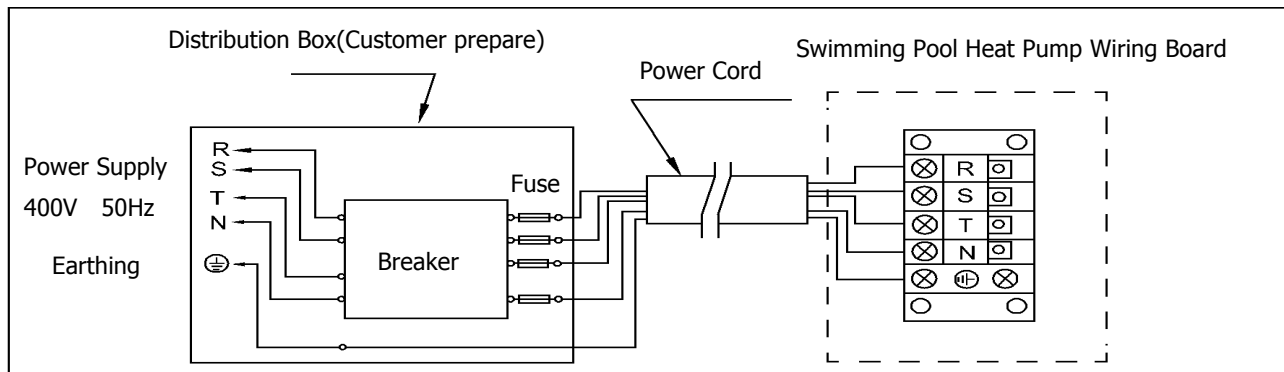 Distribution Box(Customer prepare)
Swimming Pool Heat Pump Wiring Board
Power Cord
Power Supply
400V 50Hz
Earthing
R
S
T
N
Fuse
Breaker
R
S
T
N